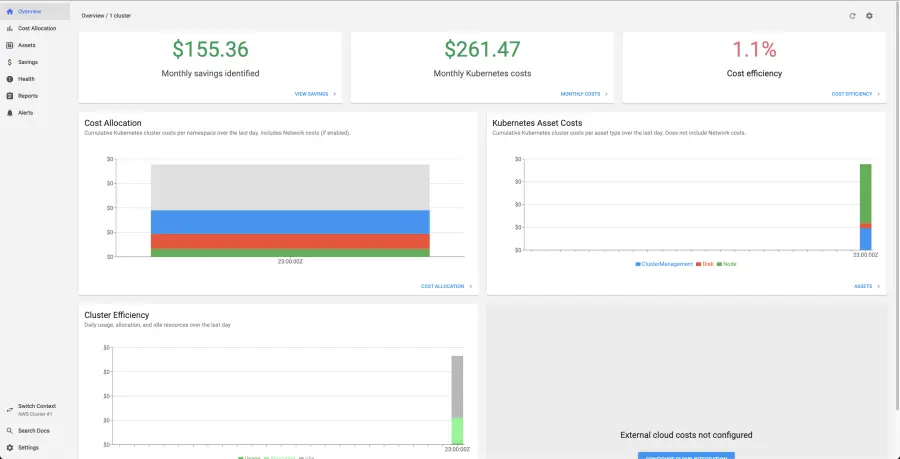 Overview
Cost Allocation
Assets
Savings
Health
Reports
Alerts
Switch Context
AWS Cluster #1
Search Docs
Settings
Overview / 1 cluster
$155.36
Monthly savings identified
VIEW SAVINGS
$261.47
Monthly Kubernetes costs
MONTHLY COSTS
1.1%
Cost efficiency
COST EFFICIENCY
Cost Allocation
Cumulative Kubernetes cluster costs per namespace over the last day. Includes Network costs (if enabled).
$0
$0
$0
$0
$0
23:00:00Z
COST ALLOCATION
Kubernetes Asset Costs
Cumulative Kubernetes cluster costs per asset type over the last day. Does not include Network costs.
$0
$0
$0
$0
$0
23:00:00Z
ClusterManagement Disk Node
ASSETS
Cluster Efficiency
Daily usage, allocation, and idle resources over the last day
$0
$0
$0
$0
$0
23:00:00Z
Usage Idle
External cloud costs not configured
CONFIGURE CLOUD INTEGRATION